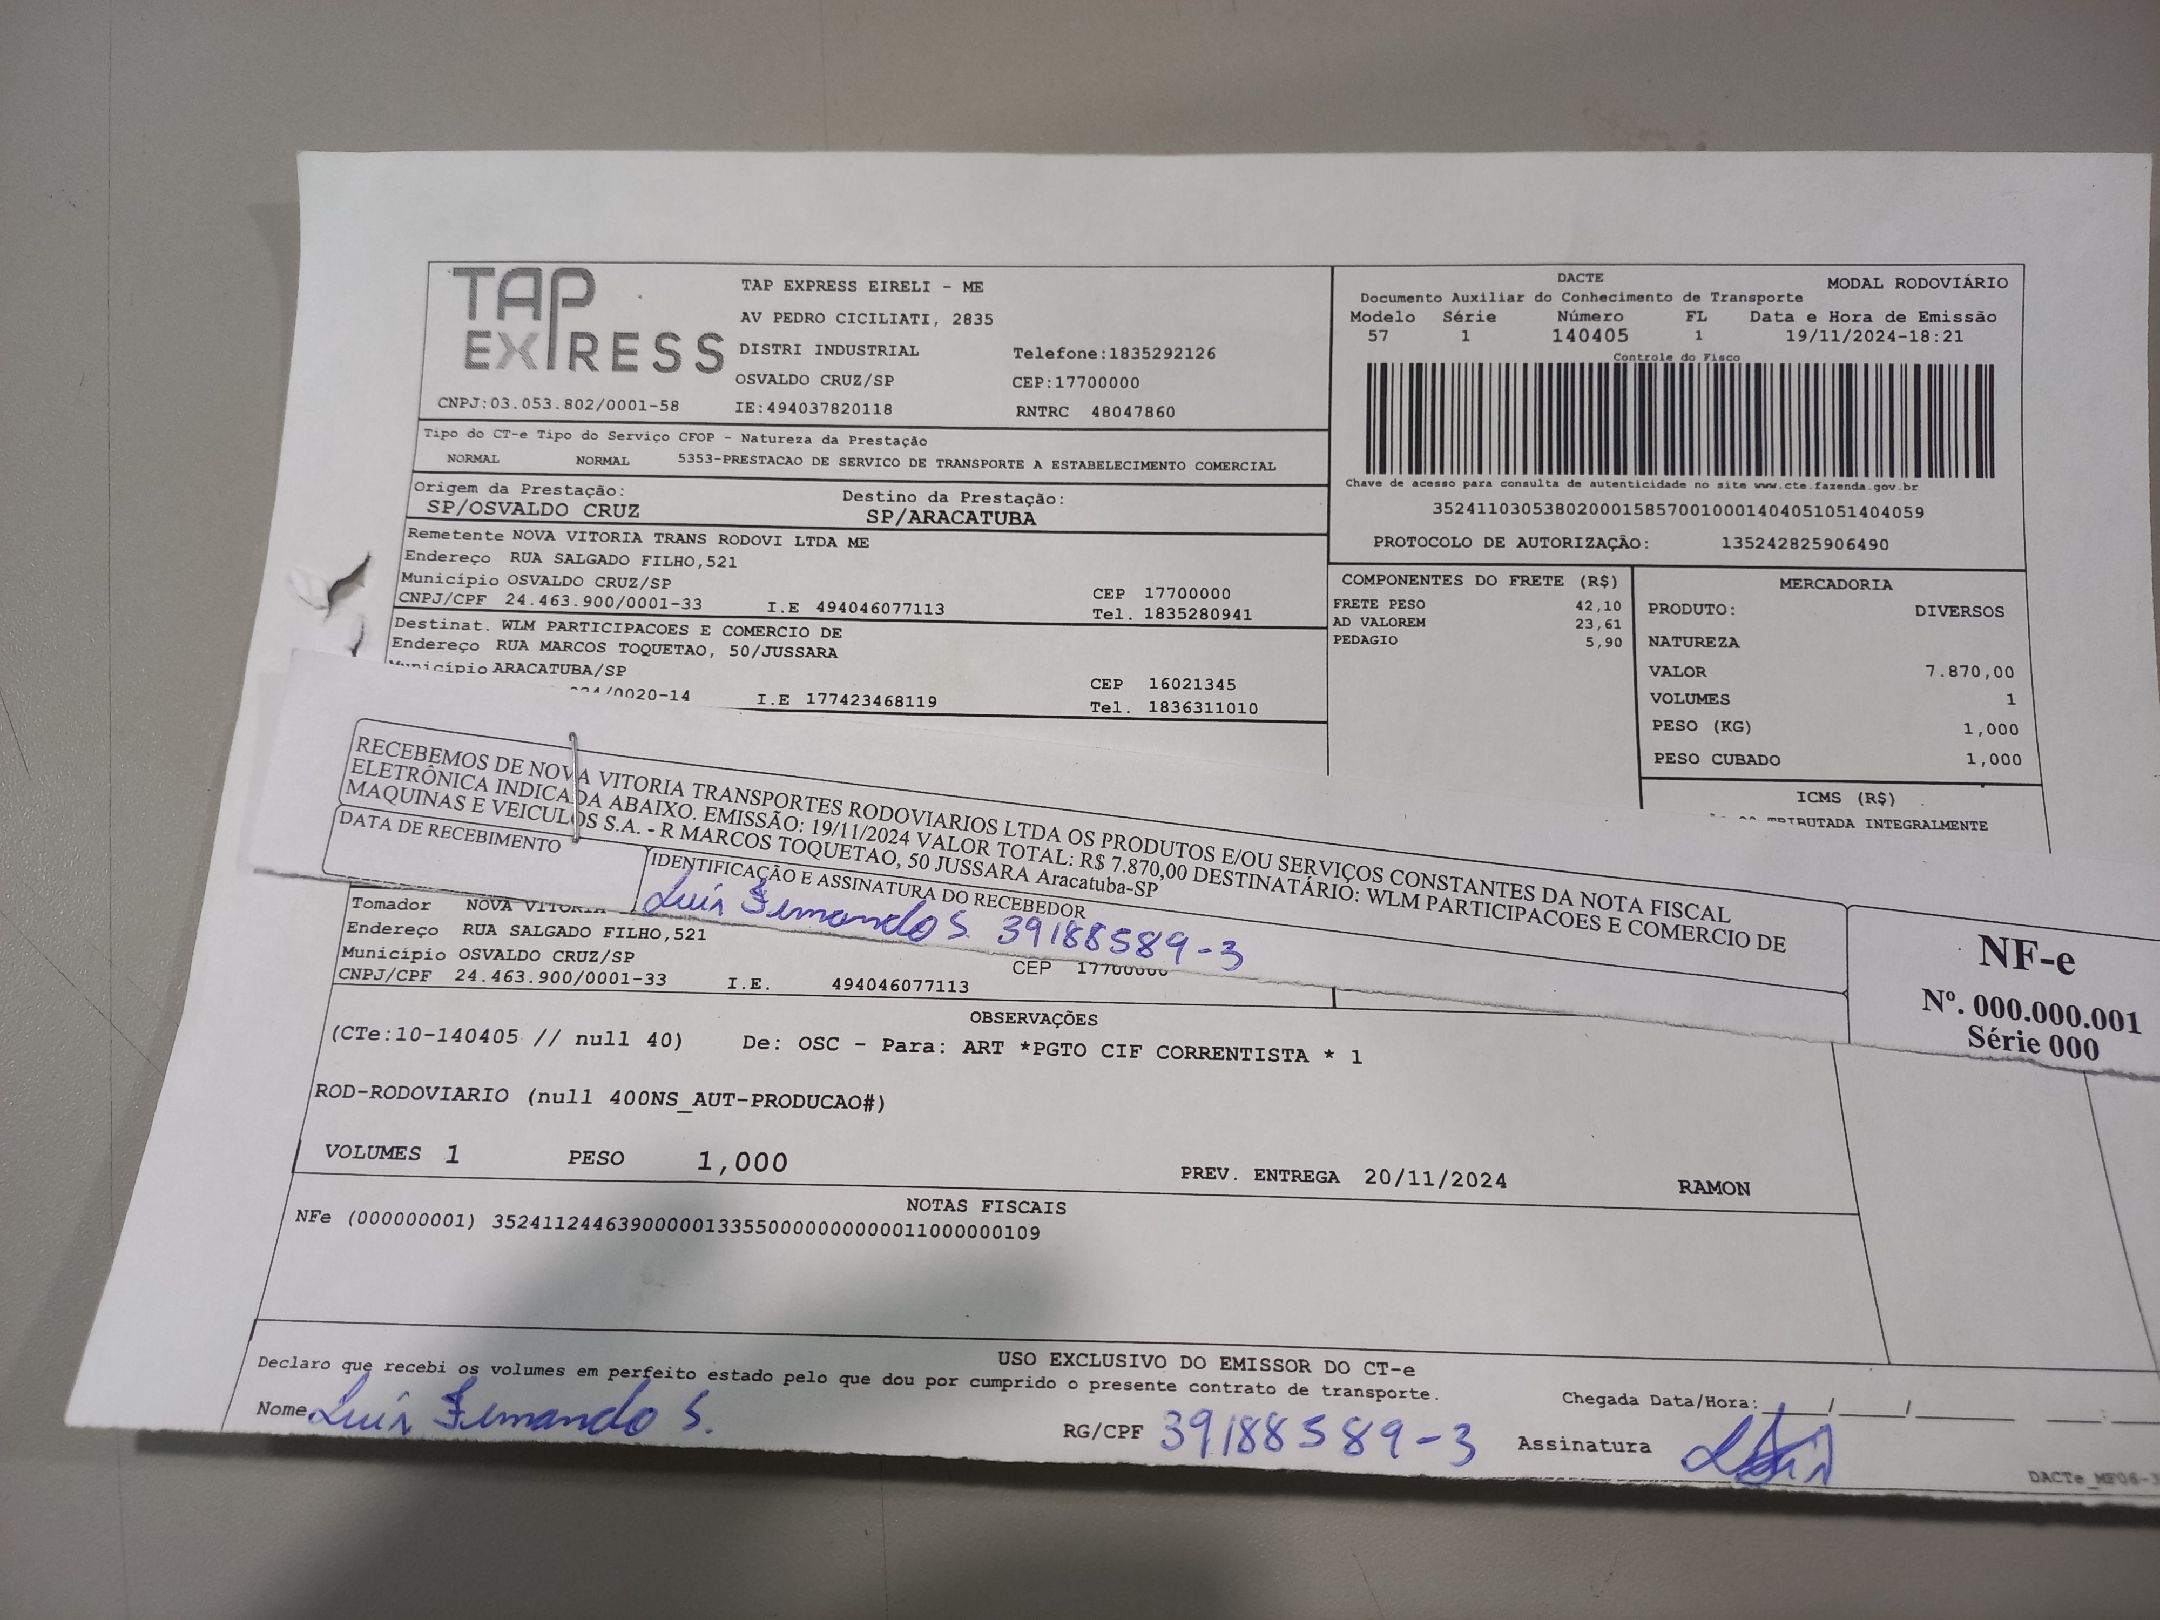 TAP
EXPRESS
TAP EXPRESS EIRELI - ME
AV PEDRO CICILIATI, 2835
DISTRI INDUSTRIAL
Telefone:1835292126
OSVALDO CRUZ/SP
CEP:17700000
CNPJ:03.053.802/0001-58
IE:494037820118
RNTRC 48047860
DACTE
MODAL RODOVIÁRIO
Documento Auxiliar do Conhecimento de Transporte
Modelo Série Número FL Data e Hora de Emissão
57 1 140405 1 19/11/2024-18:21
Controle do Fisco
Chave de acesso para consulta de autenticidade no site www.cte.fazenda.gov.br
35241103053802000158570010001404051051404059
PROTOCOLO DE AUTORIZAÇÃO: 135242825906490
Tipo do CT-e Tipo do Serviço CFOP - Natureza da Prestação
NORMAL NORMAL 5353-PRESTACAO DE SERVICO DE TRANSPORTE A ESTABELECIMENTO COMERCIAL
Origem da Prestação: Destino da Prestação:
SP/OSVALDO CRUZ SP/ARACATUBA
Remetente NOVA VITORIA TRANS RODOVI LTDA ME
Endereço RUA SALGADO FILHO,521
Município OSVALDO CRUZ/SP CEP 17700000
CNPJ/CPF 24.463.900/0001-33 I.E 494046077113 Tel. 1835280941
Destinat. WLM PARTICIPACOES E COMERCIO DE
Endereço RUA MARCOS TOQUETAO, 50/JUSSARA
Município ARACATUBA/SP CEP 16021345
/0020-14 I.E 177423468119 Tel. 1836311010
COMPONENTES DO FRETE (R$)
FRETE PESO 42,10
AD VALOREM 23,61
PEDAGIO 5,90
MERCADORIA
PRODUTO: DIVERSOS
NATUREZA
VALOR 7.870,00
VOLUMES 1
PESO (KG) 1,000
PESO CUBADO 1,000
ICMS (R$)
INTEGRALMENTE
RECEBEMOS DE NOVA VITORIA TRANSPORTES RODOVIARIOS LTDA OS PRODUTOS E/OU SERVIÇOS CONSTANTES DA NOTA FISCAL
ELETRÔNICA INDICADA ABAIXO. EMISSÃO: 19/11/2024 VALOR TOTAL: R$ 7.870,00 DESTINATÁRIO: WLM PARTICIPACOES E COMERCIO DE
MAQUINAS E VEICULOS S.A. - R MARCOS TOQUETAO, 50 JUSSARA Aracatuba-SP
DATA DE RECEBIMENTO
IDENTIFICAÇÃO E ASSINATURA DO RECEBEDOR
Luis Fernando S. 39188589-3
NF-e
Nº. 000.000.001
Série 000
Tomador NOVA VITORIA
Endereço RUA SALGADO FILHO,521
Município OSVALDO CRUZ/SP CEP 17700000
CNPJ/CPF 24.463.900/0001-33 I.E. 494046077113
OBSERVAÇÕES
(CTe:10-140405 // null 40) De: OSC - Para: ART *PGTO CIF CORRENTISTA * 1
ROD-RODOVIARIO (null 400NS_AUT-PRODUCAO#)
VOLUMES 1 PESO 1,000 PREV. ENTREGA 20/11/2024 RAMON
NOTAS FISCAIS
NFe (000000001) 35241124463900000133550000000000011000000109
USO EXCLUSIVO DO EMISSOR DO CT-e
Declaro que recebi os volumes em perfeito estado pelo que dou por cumprido o presente contrato de transporte.
Chegada Data/Hora: / / :
Nome Luis Fernando S. RG/CPF 39188589-3 Assinatura